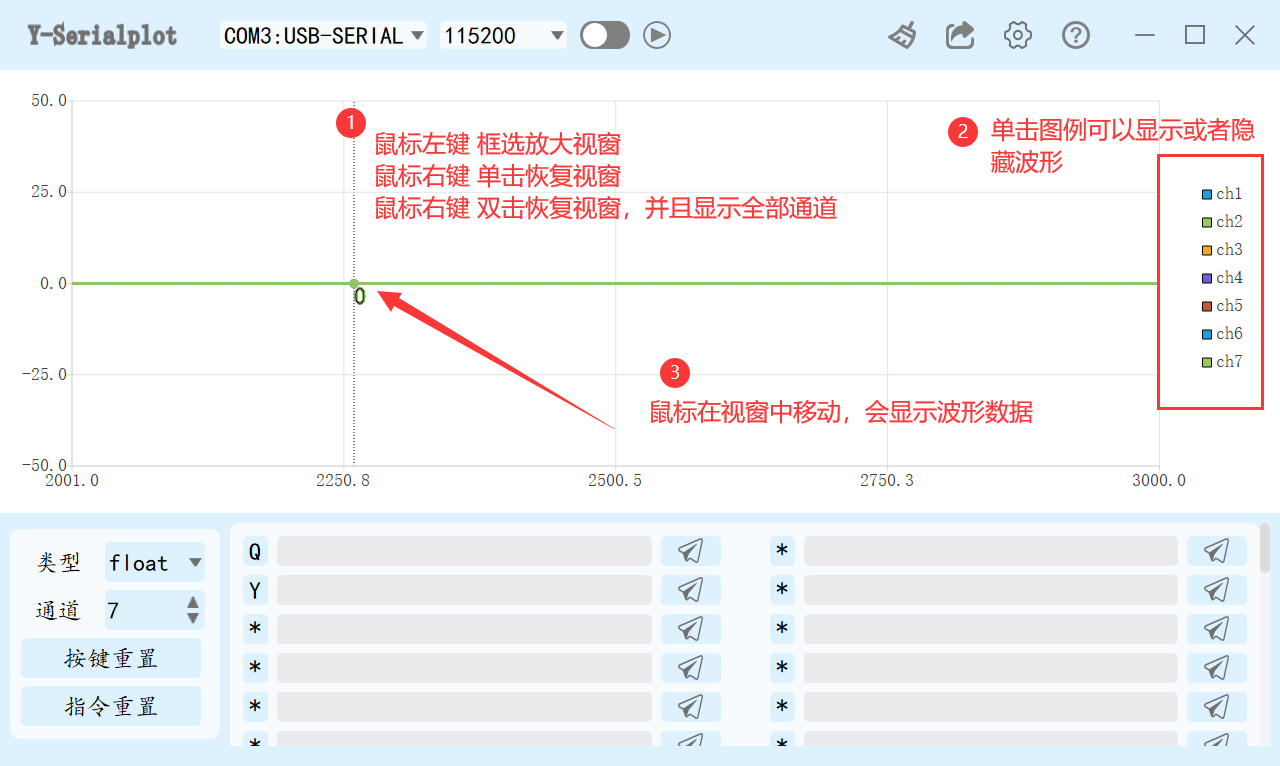 Y-Serialplot
COM3:USB-SERIAL
115200
50.0
25.0
0.0
-25.0
-50.0
2001.0
2250.8
2500.5
2750.3
3000.0
1
鼠标左键 框选放大视窗
鼠标右键 单击恢复视窗
鼠标右键 双击恢复视窗，并且显示全部通道
2
单击图例可以显示或者隐
藏波形
ch1
ch2
ch3
ch4
ch5
ch6
ch7
0
3
鼠标在视窗中移动，会显示波形数据
类型
float
通道
7
按键重置
指令重置
Q
*
Y
*
*
*
*
*
*
*
*
*